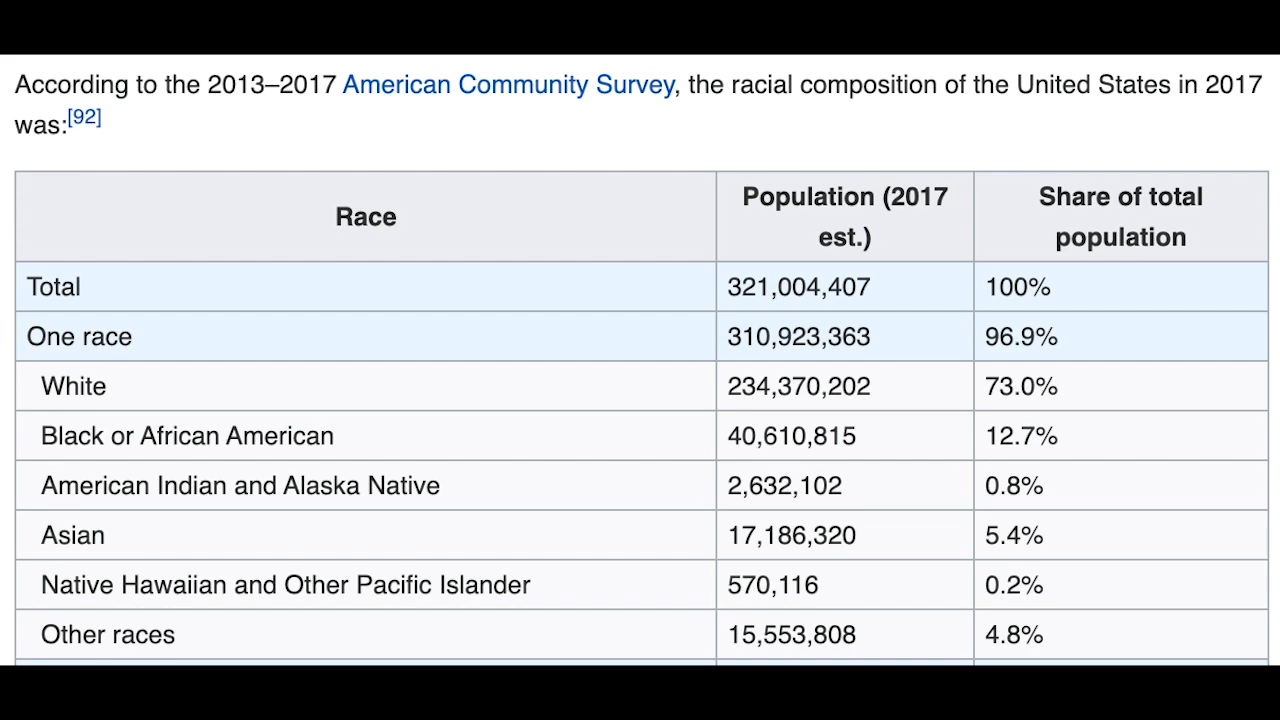 According to the 2013–2017 American Community Survey, the racial composition of the United States in 2017
was:[92]
Race Population (2017 est.) Share of total population
Total 321,004,407 100%
One race 310,923,363 96.9%
White 234,370,202 73.0%
Black or African American 40,610,815 12.7%
American Indian and Alaska Native 2,632,102 0.8%
Asian 17,186,320 5.4%
Native Hawaiian and Other Pacific Islander 570,116 0.2%
Other races 15,553,808 4.8%